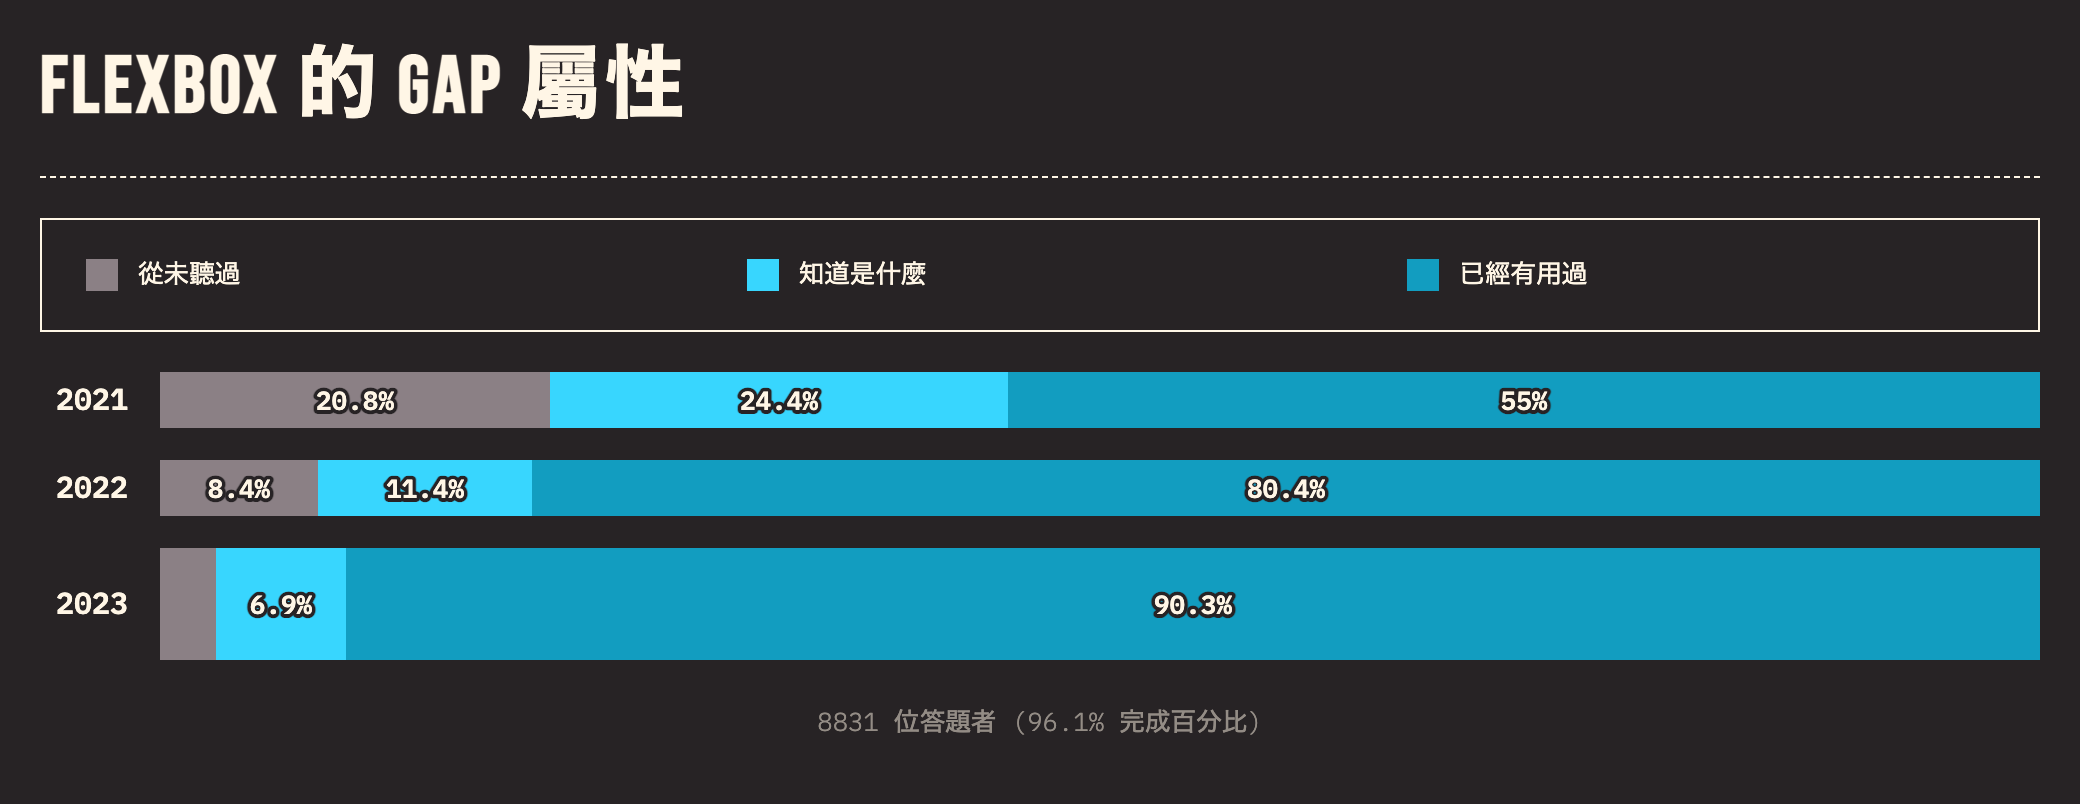 FLEXBOX 的 GAP 屬性
從未聽過 知道是什麼 已經有用過
2021 20.8% 24.4% 55%
2022 8.4% 11.4% 80.4%
2023 6.9% 90.3%
8831 位答題者 (96.1% 完成百分比)